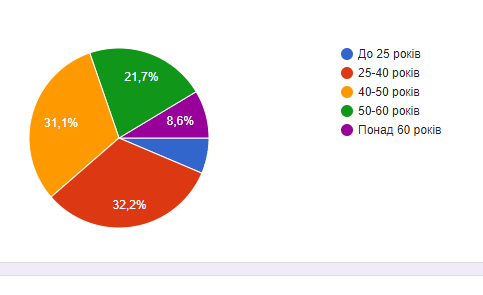 21,7%
31,1%
8,6%
32,2%
До 25 років
25-40 років
40-50 років
50-60 років
Понад 60 років